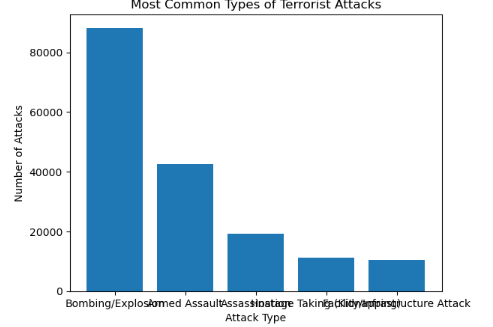 Most Common Types of Terrorist Attacks
80000
60000
40000
20000
0
Number of Attacks
Bombing/Explosion Armed Assault Assassination Hostage Taking (Kidnapping) Facility/Infrastructure Attack
Attack Type